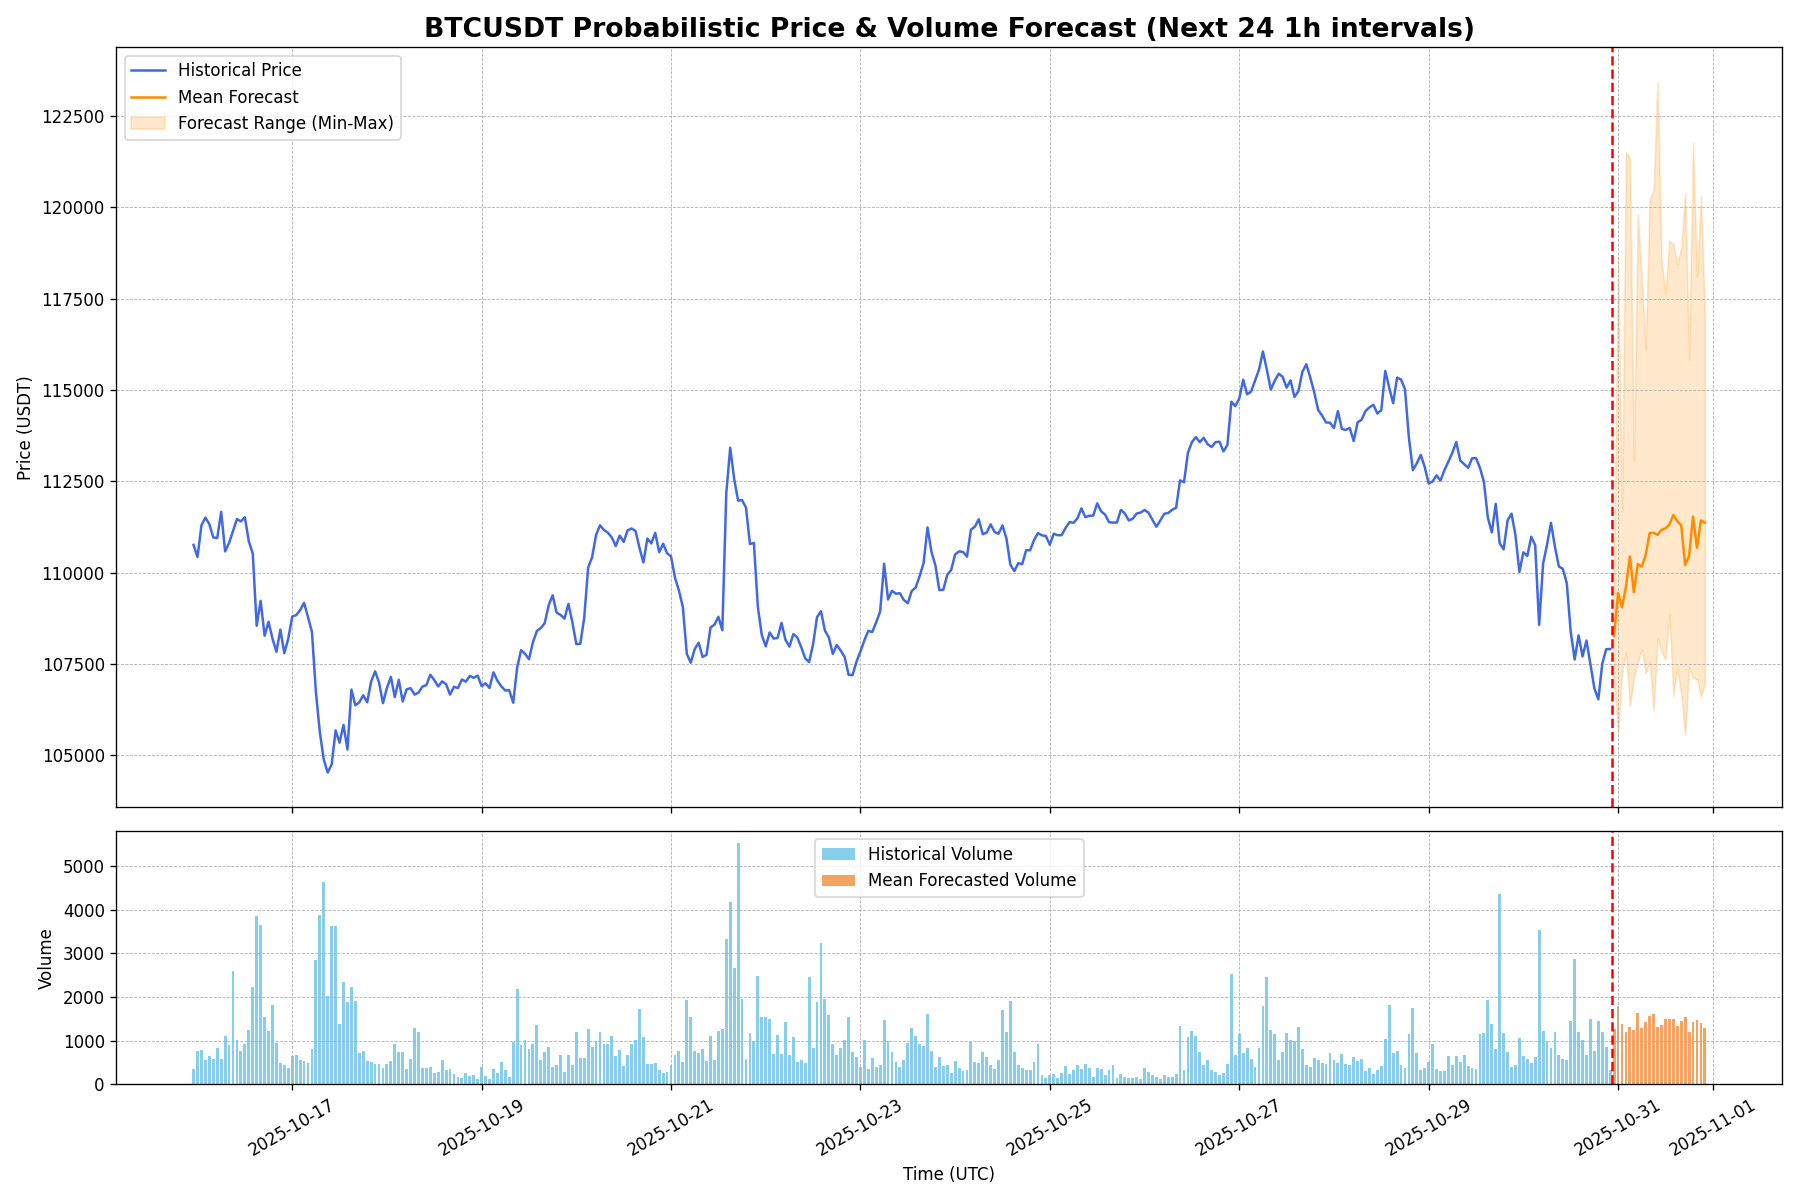 BTCUSDT Probabilistic Price & Volume Forecast (Next 24 1h intervals)
Historical Price
Mean Forecast
Forecast Range (Min-Max)
122500
120000
117500
115000
112500
110000
107500
105000
Price (USDT)
Historical Volume
Mean Forecasted Volume
5000
4000
3000
2000
1000
0
Volume
2025-10-17
2025-10-19
2025-10-21
2025-10-23
2025-10-25
2025-10-27
2025-10-29
2025-10-31
2025-11-01
Time (UTC)